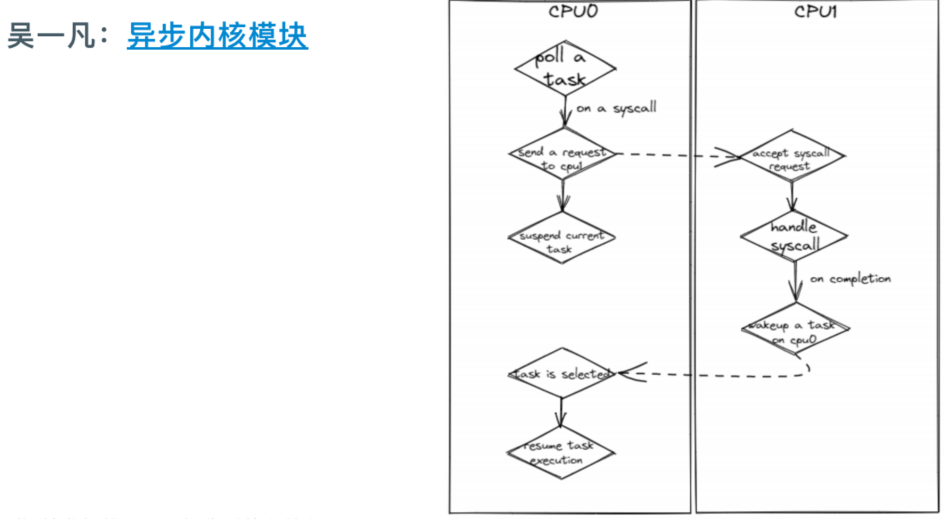 吴一凡：异步内核模块
CPU0
poll a
task
on a syscall
send a request
to cpu1
suspend current
task
task is selected
resume task
execution
CPU1
accept syscall
request
handle
syscall
on completion
wakeup a task
on cpu0